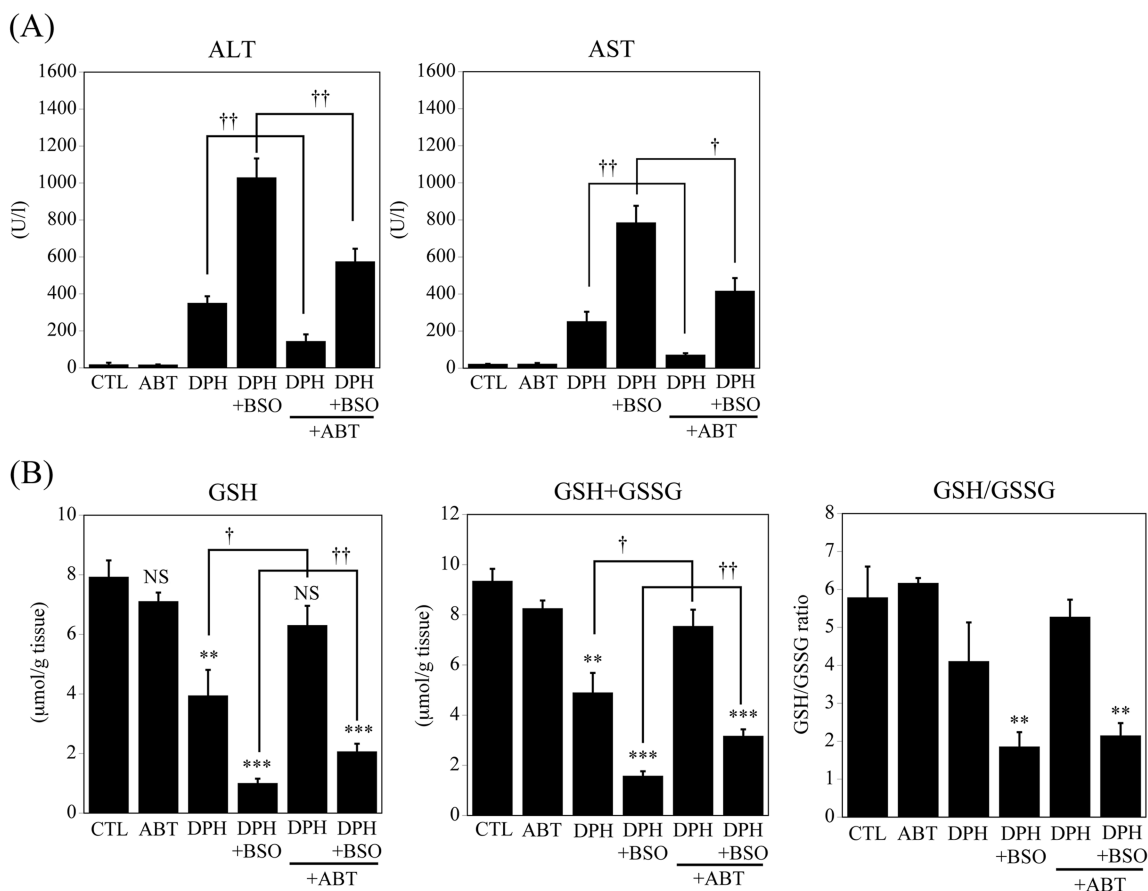 (A)
ALT
1600
1400
1200
1000
800
600
400
200
0
(U/l)
††
††
CTL ABT DPH DPH DPH DPH
+BSO +BSO
+ABT
AST
1600
1400
1200
1000
800
600
400
200
0
(U/l)
††
†
CTL ABT DPH DPH DPH DPH
+BSO +BSO
+ABT
(B)
GSH
10
8
6
4
2
0
(μmol/g tissue)
†
††
NS
NS
**
***
***
CTL ABT DPH DPH DPH DPH
+BSO +BSO
+ABT
GSH+GSSG
12
10
8
6
4
2
0
(μmol/g tissue)
†
††
**
***
***
CTL ABT DPH DPH DPH DPH
+BSO +BSO
+ABT
GSH/GSSG
8
7
6
5
4
3
2
1
0
GSH/GSSG ratio
**
**
CTL ABT DPH DPH DPH DPH
+BSO +BSO
+ABT